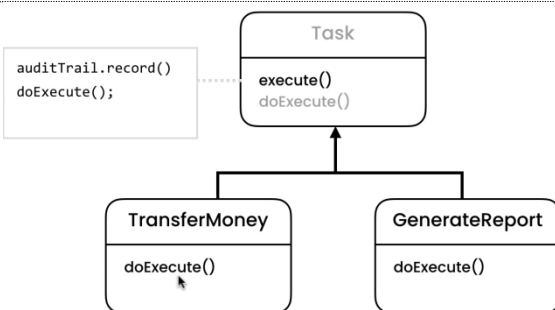 Task
auditTrail.record()
doExecute();
execute()
doExecute()
TransferMoney
doExecute()
GenerateReport
doExecute()